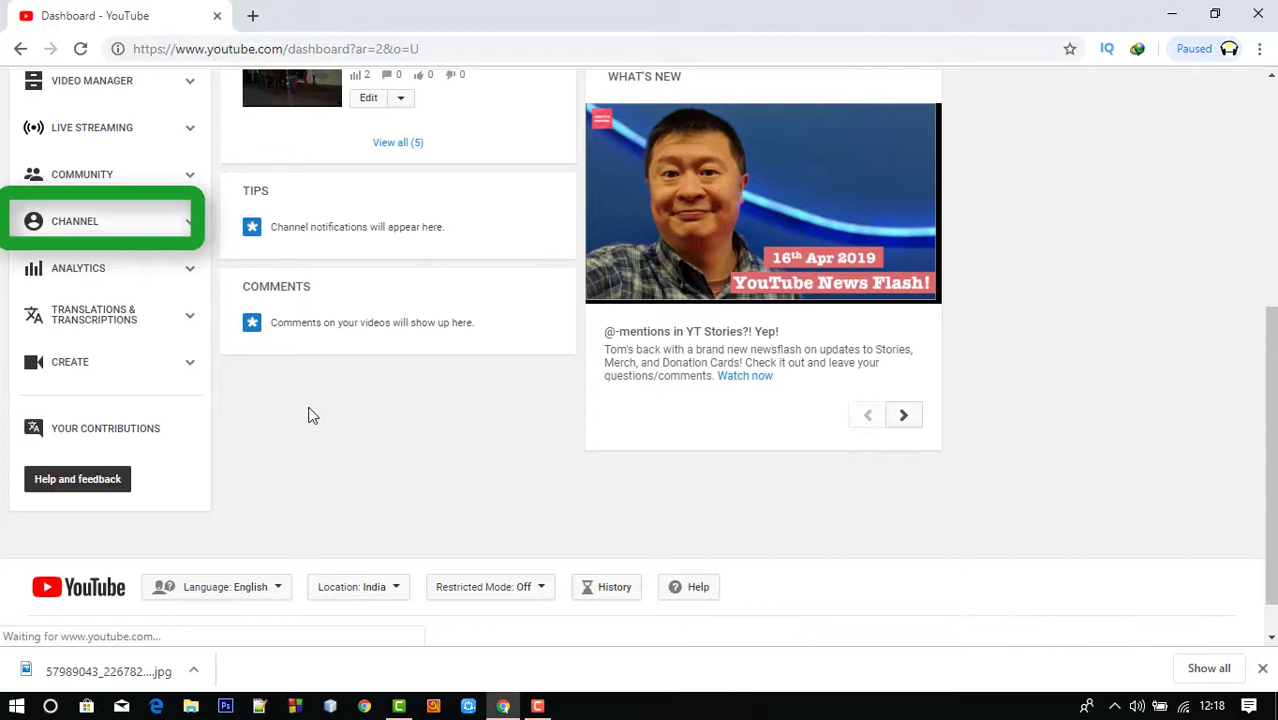 Dashboard - YouTube
https://www.youtube.com/dashboard?ar=2&o=U
IQ
Paused
VIDEO MANAGER
LIVE STREAMING
COMMUNITY
CHANNEL
ANALYTICS
TRANSLATIONS &
TRANSCRIPTIONS
CREATE
YOUR CONTRIBUTIONS
Help and feedback
2 0 0 0
Edit
View all (5)
TIPS
Channel notifications will appear here.
COMMENTS
Comments on your videos will show up here.
WHAT'S NEW
16th Apr 2019
YouTube News Flash!
@-mentions in YT Stories?! Yep!
Tom's back with a brand new newsflash on updates to Stories,
Merch, and Donation Cards! Check it out and leave your
questions/comments. Watch now
YouTube
Language: English
Location: India
Restricted Mode: Off
History
Help
Waiting for www.youtube.com...
57989043_226782....jpg
Show all
Ps
12:18